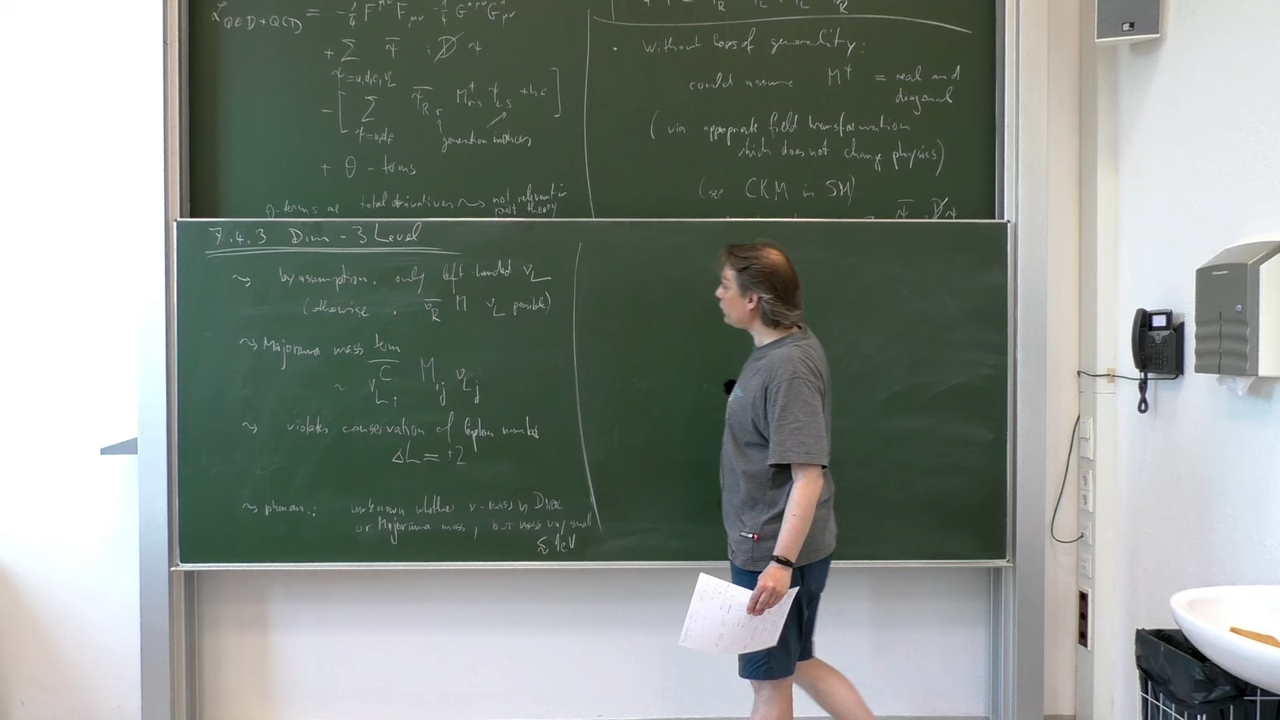 L_QED+QCD = -1/4 F^μν F_μν - 1/4 G^aμν G^a_μν
+ Σ ψ̄ i D̸ ψ
ψ=u,d,e,ν_L
- [ Σ ψ̄_R r M^ψ_rs ψ_L s + h.c ]
ψ=u,d,e
generation indices
+ θ - terms
θ-terms are total derivatives ⇝ not relevant in
pert theory
· Without loss of generality:
could assume M^ψ = real and
diagonal
(via appropriate field transformation
which does not change physics)
(see CKM in SM)
7.4.3 Dim-3 Level
⇝ by assumption: only left-handed ν_L
(otherwise, ν̄_R M ν_L possible)
⇝ Majorana mass term
~ ν̄^C_Li M_ij ν_Lj
⇝ violates conservation of lepton number
ΔL = +2
⇝ phenom.: unknown whether ν-mass is Dirac
or Majorana mass, but mass very small
≲ 1eV